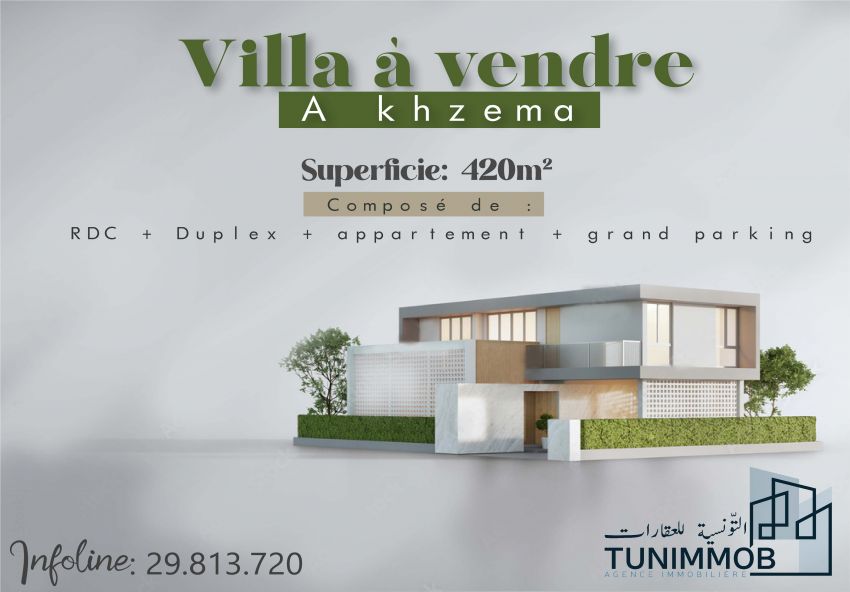 Villa à vendre
A khzema
Superficie: 420m²
Composé de :
RDC + Duplex + appartement + grand parking
Infoline: 29.813.720
التّونسية للعقارات
TUNIMMOB
AGENCE IMMOBILIÈRE